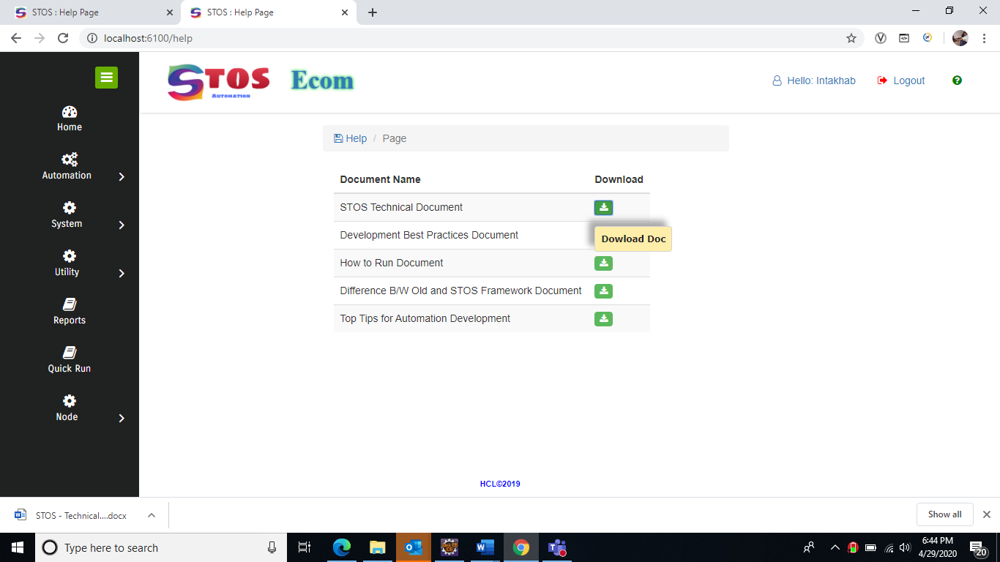 STOS : Help Page
STOS : Help Page
localhost:6100/help
STOS
AUTOMATION
Ecom
Hello: Intakhab
Logout
Home
Automation
System
Utility
Reports
Quick Run
Node
Help / Page
Document Name Download
STOS Technical Document
Development Best Practices Document
Dowload Doc
How to Run Document
Difference B/W Old and STOS Framework Document
Top Tips for Automation Development
HCL©2019
STOS - Technical....docx
Show all
Type here to search
6:44 PM
4/29/2020
20